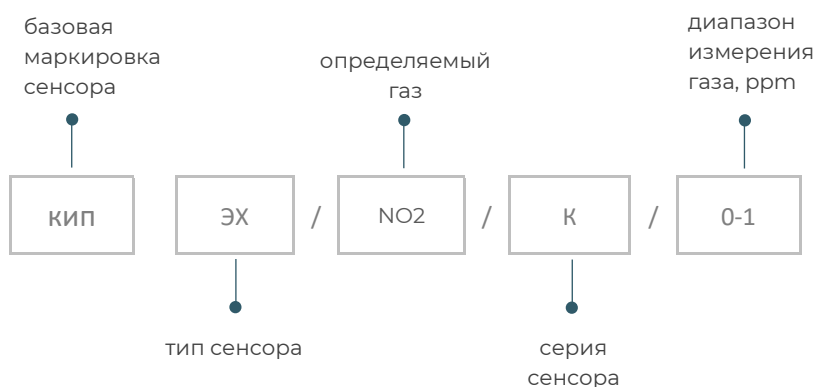 базовая
маркировка
сенсора
определяемый
газ
диапазон
измерения
газа, ppm
кип ЭХ / NO2 / К / 0-1
тип сенсора
серия
сенсора